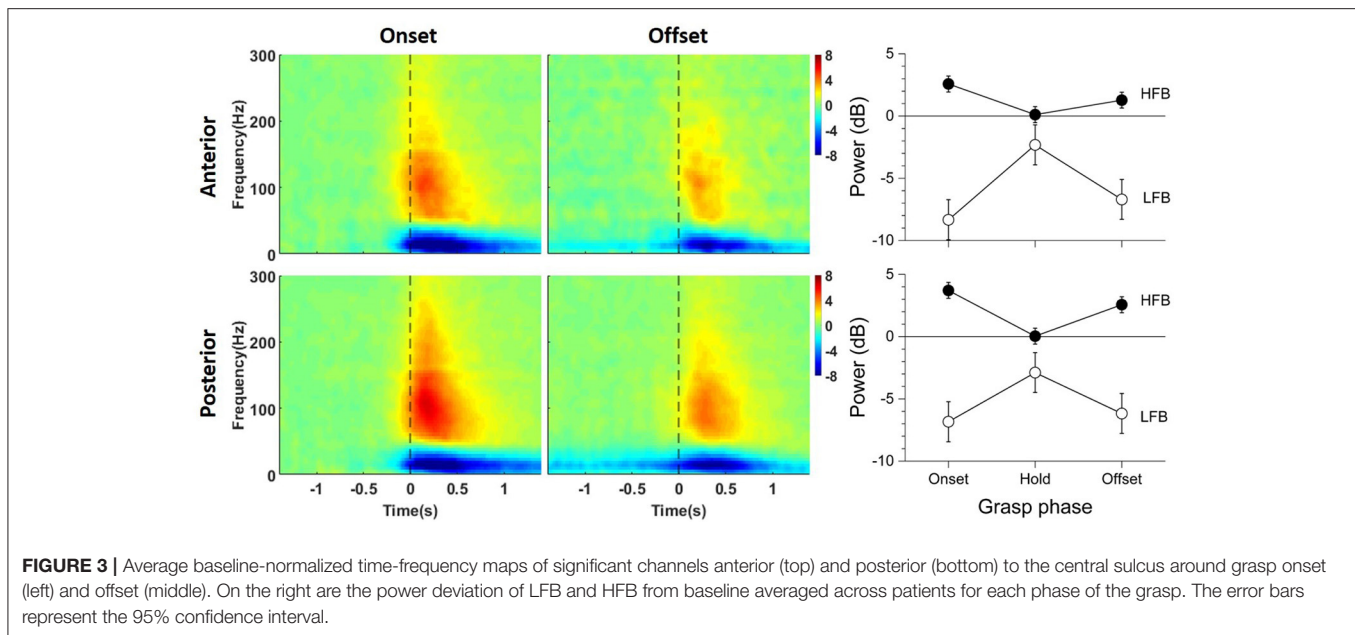 Onset Offset
Anterior
Frequency(Hz)
300
200
100
0
8
4
0
-4
-8
Power (dB)
5
0
-5
-10
HFB
LFB
Posterior
Frequency(Hz)
300
200
100
0
-1 -0.5 0 0.5 1
Time(s)
-1 -0.5 0 0.5 1
Time(s)
8
4
0
-4
-8
Power (dB)
5
0
-5
-10
HFB
LFB
Onset Hold Offset
Grasp phase
FIGURE 3 | Average baseline-normalized time-frequency maps of significant channels anterior (top) and posterior (bottom) to the central sulcus around grasp onset
(left) and offset (middle). On the right are the power deviation of LFB and HFB from baseline averaged across patients for each phase of the grasp. The error bars
represent the 95% confidence interval.